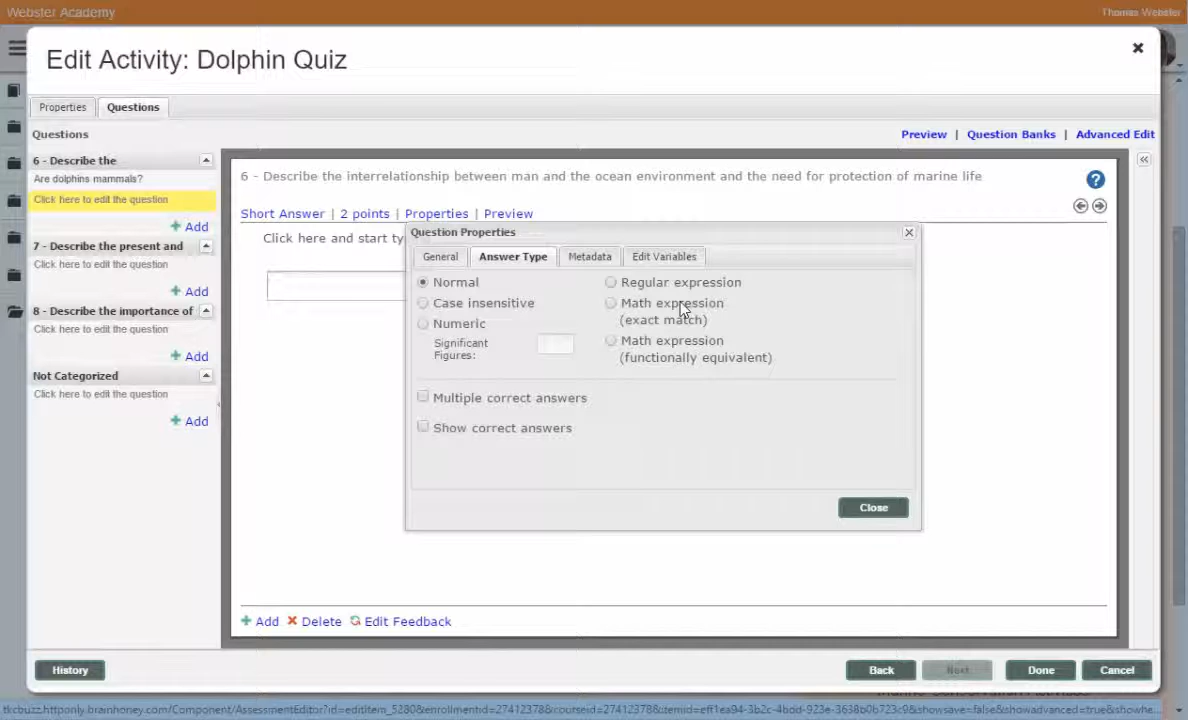 Webster Academy
Thomas Webster
Edit Activity: Dolphin Quiz
Properties
Questions
Questions
Preview | Question Banks | Advanced Edit
6 - Describe the
Are dolphins mammals?
Click here to edit the question
Add
7 - Describe the present and
Click here to edit the question
Add
8 - Describe the importance of
Click here to edit the question
Add
Not Categorized
Click here to edit the question
Add
6 - Describe the interrelationship between man and the ocean environment and the need for protection of marine life
Short Answer | 2 points | Properties | Preview
Click here and start ty
Question Properties
General
Answer Type
Metadata
Edit Variables
Normal
Case insensitive
Numeric
Significant
Figures:
Regular expression
Math expression
(exact match)
Math expression
(functionally equivalent)
Multiple correct answers
Show correct answers
Close
Add
Delete
Edit Feedback
History
Back
Next
Done
Cancel